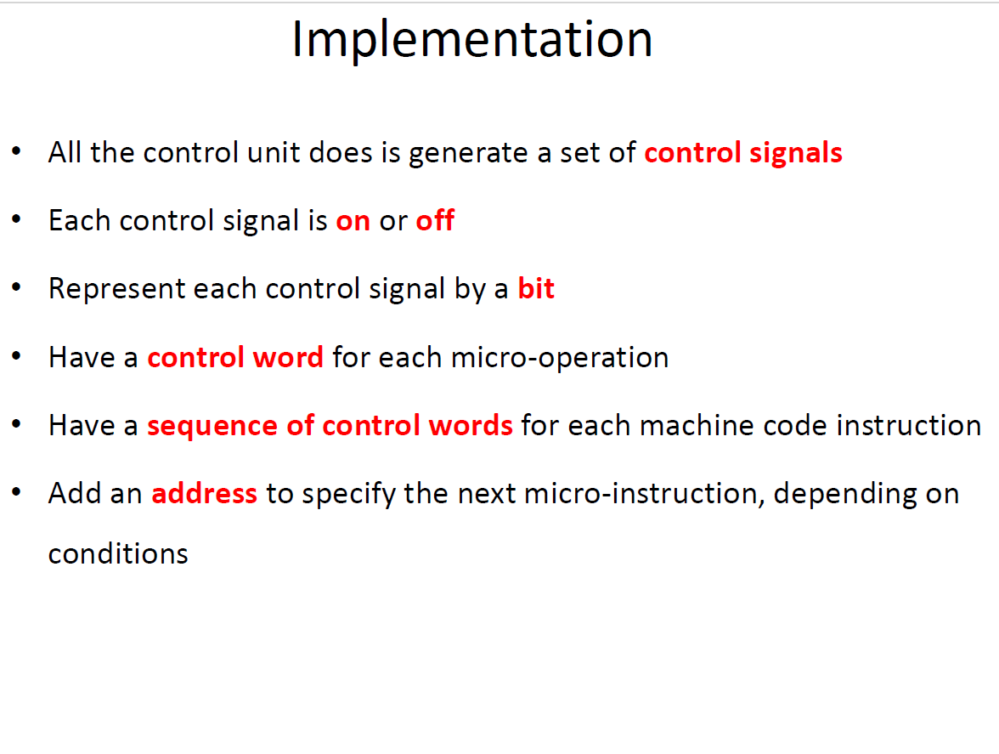 Implementation
• All the control unit does is generate a set of control signals
• Each control signal is on or off
• Represent each control signal by a bit
• Have a control word for each micro-operation
• Have a sequence of control words for each machine code instruction
• Add an address to specify the next micro-instruction, depending on
conditions